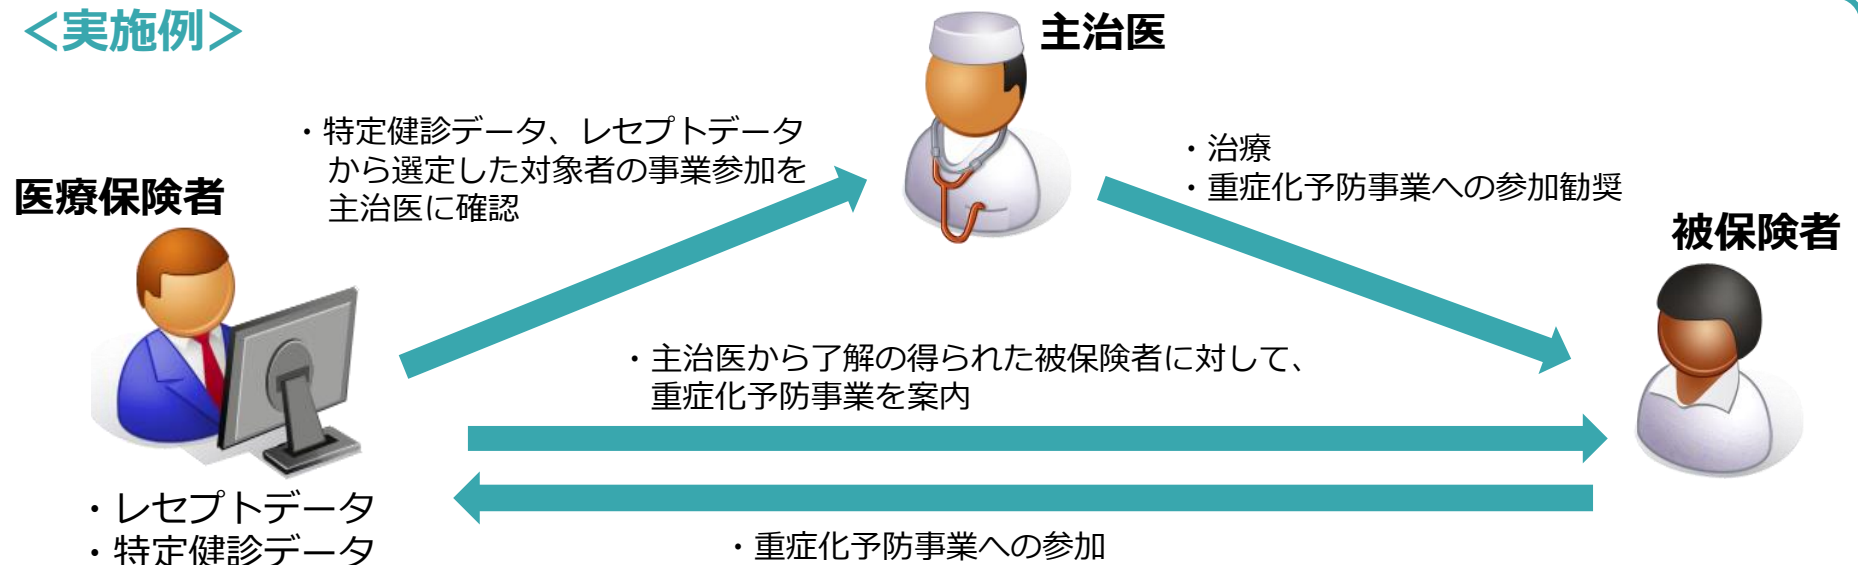 ＜実施例＞
主治医
・特定健診データ、レセプトデータ
から選定した対象者の事業参加を
主治医に確認
・治療
・重症化予防事業への参加勧奨
医療保険者
被保険者
・主治医から了解の得られた被保険者に対して、
重症化予防事業を案内
・レセプトデータ
・特定健診データ
・重症化予防事業への参加